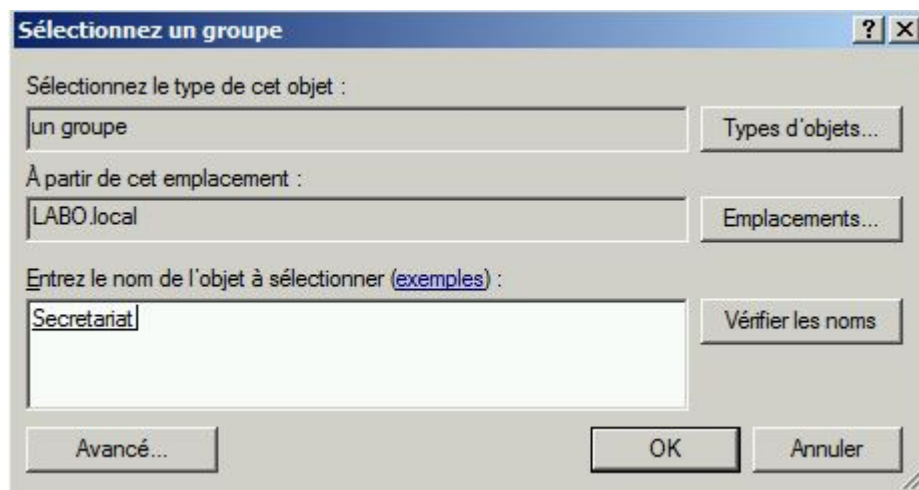 Sélectionnez un groupe
Sélectionnez le type de cet objet :
un groupe
Types d'objets...
À partir de cet emplacement :
LABO.local
Emplacements...
Entrez le nom de l'objet à sélectionner (exemples) :
Secretariat
Vérifier les noms
Avancé...
OK
Annuler